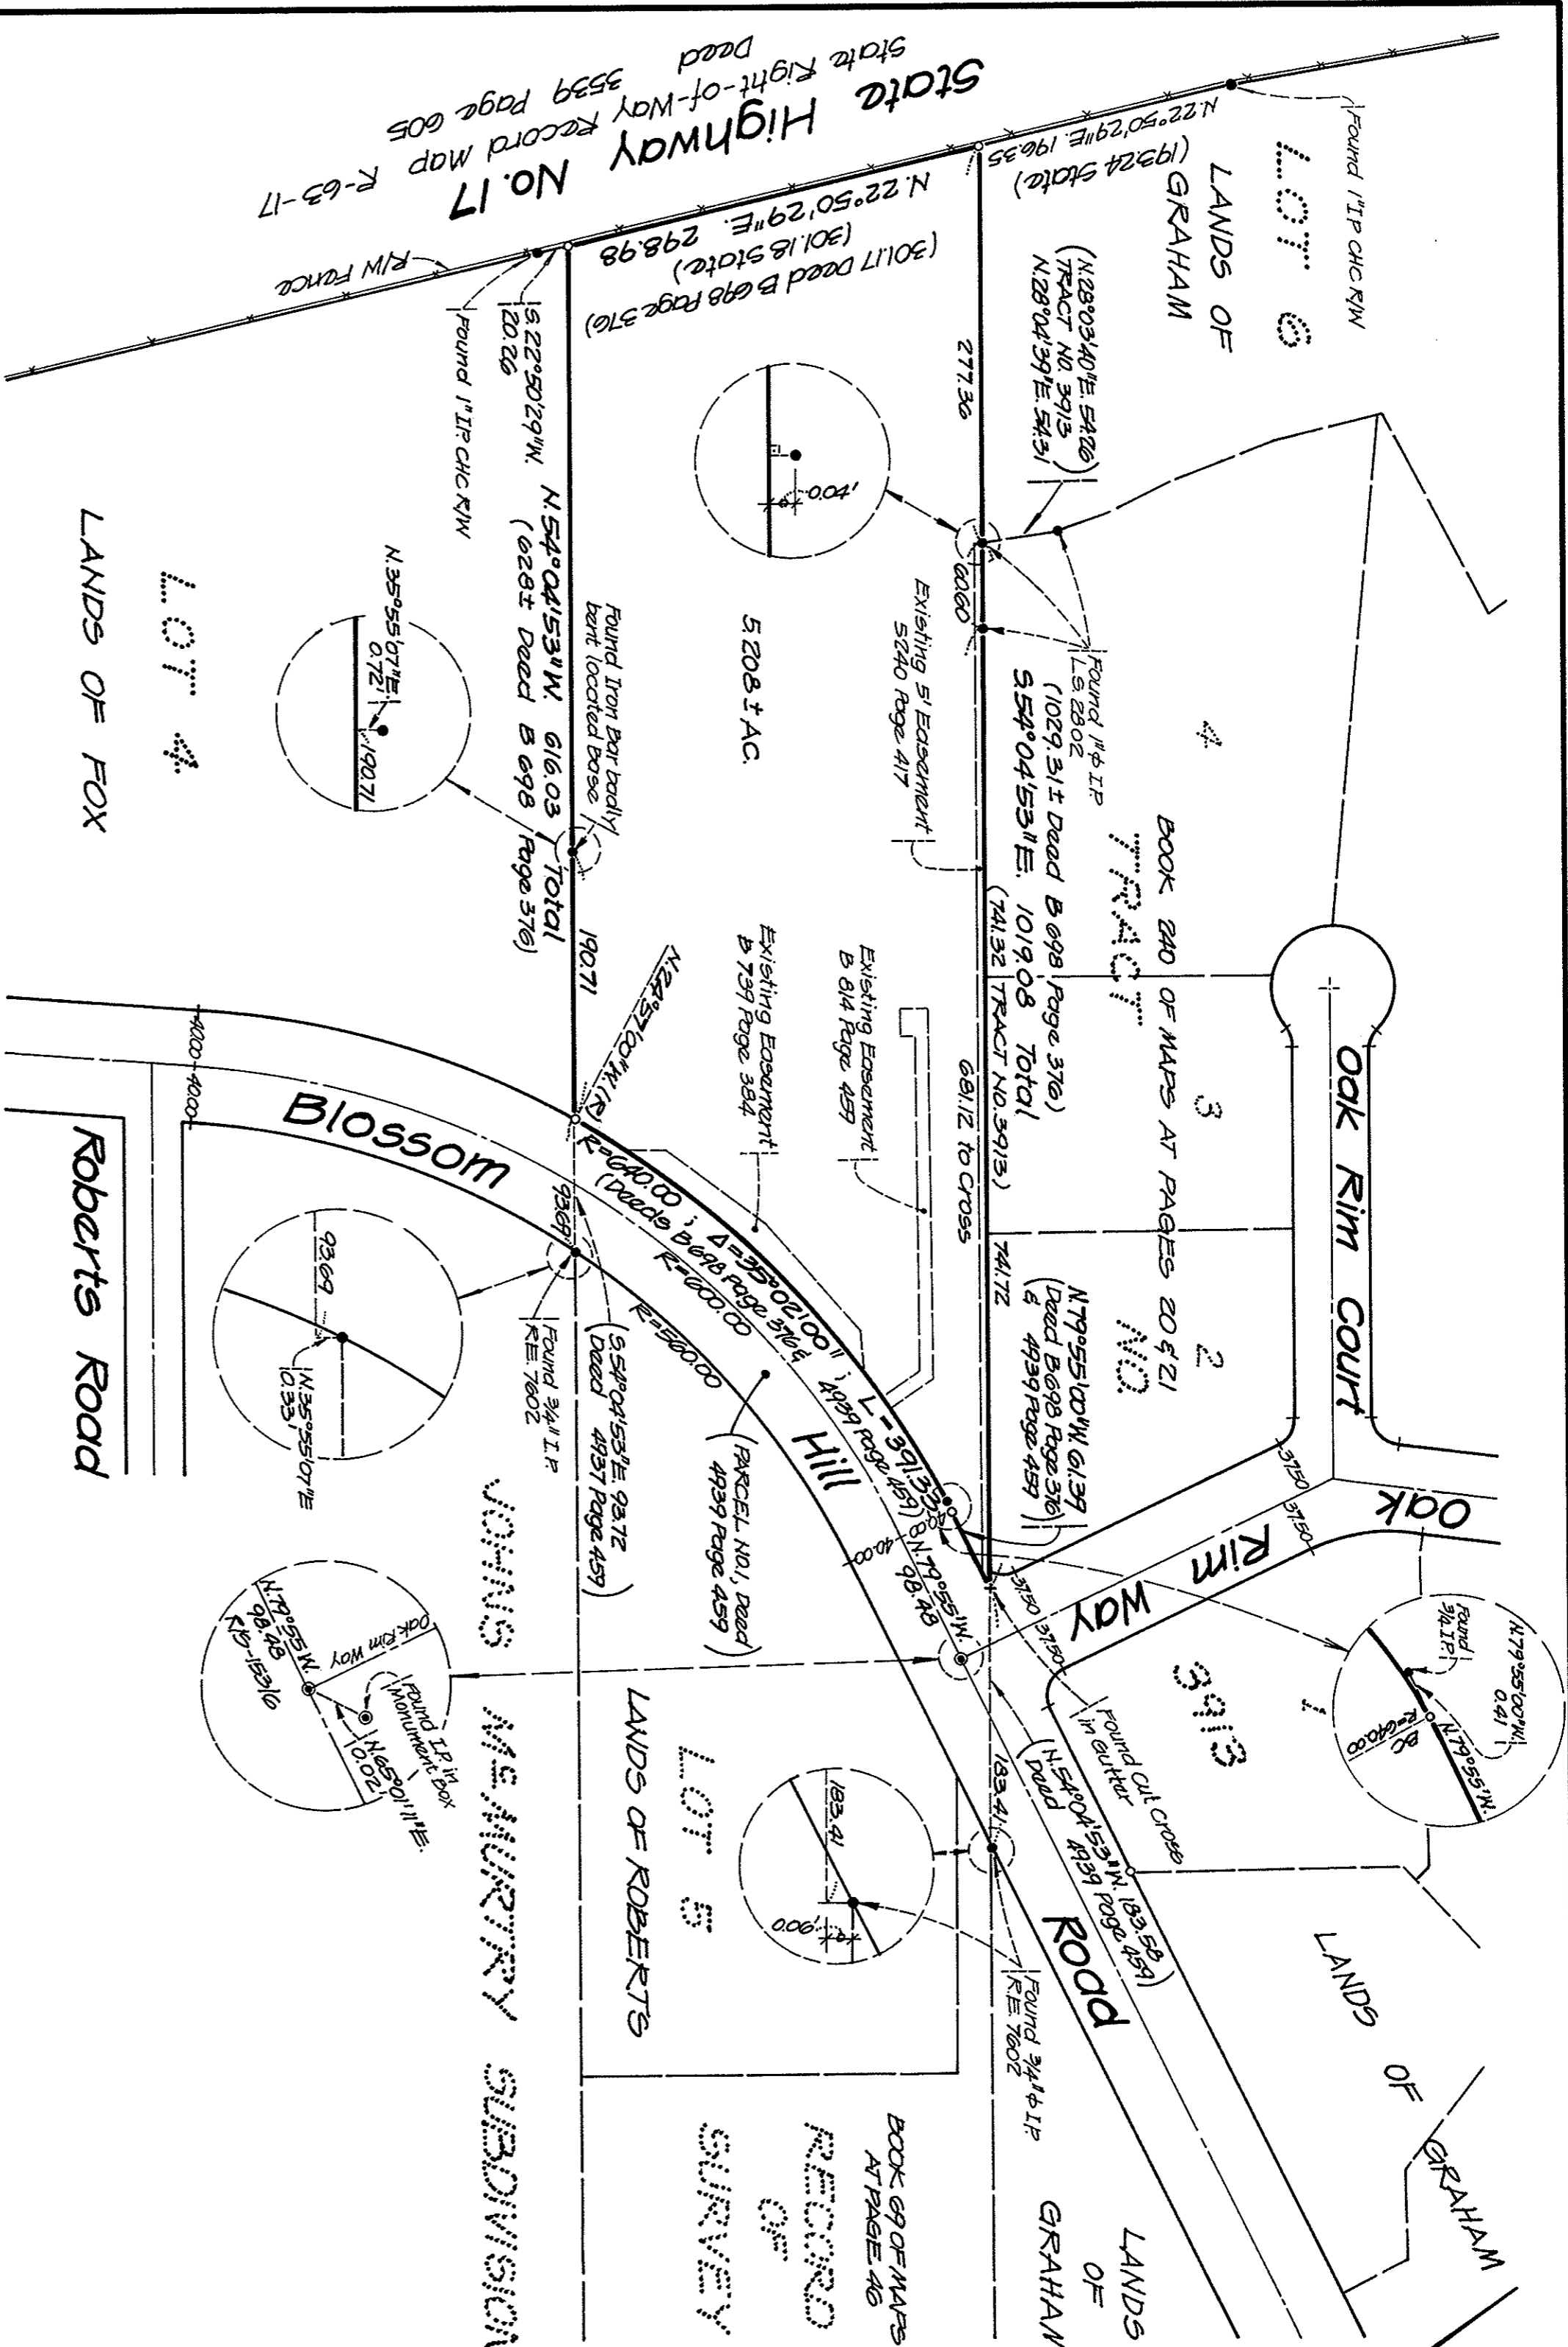 State Highway No.17
State Right-of-Way Record Map R-63-17
Deed 3539 Page 605
Found 1" I.P. CHC R/W
LOT 6
LANDS OF
GRAHAM
N.22°50'29"E. 196.35
(193.24 State)
N.22°50'29"E. 298.98
(301.18 State)
(301.17 Deed B 698 Page 376)
R/W Fence
S.22°50'29"W.
20.26
Found 1" I.P. CHC R/W
(N.28°03'40"E. 54.26)
(TRACT NO. 3913)
N.28°04'39"E. 54.31
277.36
60.60
0.04'
Found 1"ϕ I.P.
L.S. 2802
Existing 5' Easement
5240 Page 417
5.208 ± AC.
4
BOOK 240 OF MAPS AT PAGES 20 & 21
TRACT NO. 3913
3
2
1
(1029.31± Deed B 698 Page 376)
S.54°04'53"E. 1019.08 Total
(741.32 TRACT NO. 3913)
681.12 to Cross
741.72
Oak Rim Court
Oak Rim Way
37.50
37.50
37.50
37.50
N.79°55'00"W. 61.39
(Deed B 698 Page 376
& 4939 Page 459)
N.54°04'53"W. 616.03 Total
(628± Deed B 698 Page 376)
190.71
Found Iron Bar badly
bent located Base
N.35°55'07"E.
0.72'
190.71
LOT 4
LANDS OF FOX
N.24°57'00"W.(R)
Existing Easement
B 739 Page 384
Existing Easement
B 814 Page 459
R=640.00; Δ=35°02'00"; L=391.33
(Deeds B 698 Page 376 & 4939 Page 459)
R=600.00
R=560.00
40.00
40.00
40.00
40.00
Blossom Hill Road
Roberts Road
93.69
(S.54°04'53"E. 93.72
Deed 4937 Page 459)
Found 3/4" I.P.
R.E. 7602
93.69
N.35°55'07"E
0.33'
(PARCEL NO.1, Deed
4939 Page 459)
N.79°55'W.
98.48
N.79°55'00"W.
0.41
Found
3/4 I.P.
N.79°55'W.
BC
R=640.00
Found Cut Cross
in Gutter
(N.54°04'53"W. 183.58
Deed 4939 Page 459)
183.41
183.41
0.06'
Found 3/4"ϕ I.P.
R.E. 7602
Oak Rim Way
N.79°55'W.
98.48
R/S-153/6
Found I.P. in
Monument Box
N.65°01'11"E.
0.02'
LOT 5
LANDS OF ROBERTS
JOHNS McMURTRY SUBDIVISION
BOOK 69 OF MAPS
AT PAGE 46
RECORD
OF
SURVEY
LANDS
OF
GRAHAM
LANDS OF GRAHAM